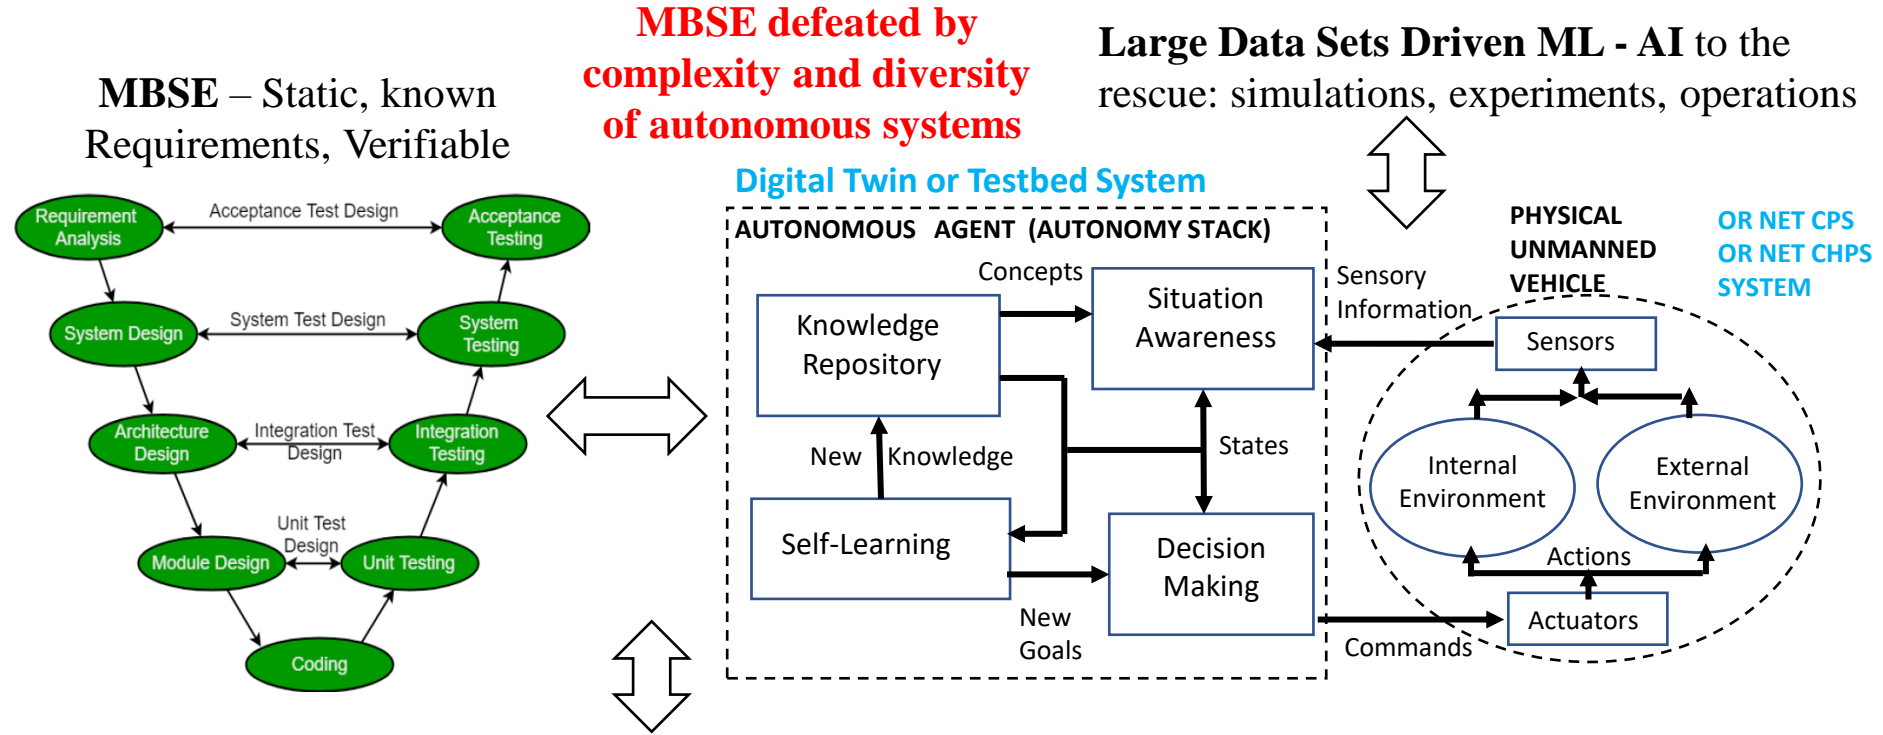 MBSE – Static, known
Requirements, Verifiable
MBSE defeated by
complexity and diversity
of autonomous systems
Large Data Sets Driven ML - AI to the
rescue: simulations, experiments, operations
Requirement
Analysis
Acceptance Test Design
Acceptance
Testing
System Design
System Test Design
System
Testing
Architecture
Design
Integration Test
Design
Integration
Testing
Module Design
Unit Test
Design
Unit Testing
Coding
Digital Twin or Testbed System
AUTONOMOUS AGENT (AUTONOMY STACK)
Concepts
Knowledge
Repository
Situation
Awareness
New Knowledge
States
Self-Learning
Decision
Making
New
Goals
Sensory
Information
Commands
PHYSICAL
UNMANNED
VEHICLE
OR NET CPS
OR NET CHPS
SYSTEM
Sensors
Internal
Environment
External
Environment
Actions
Actuators